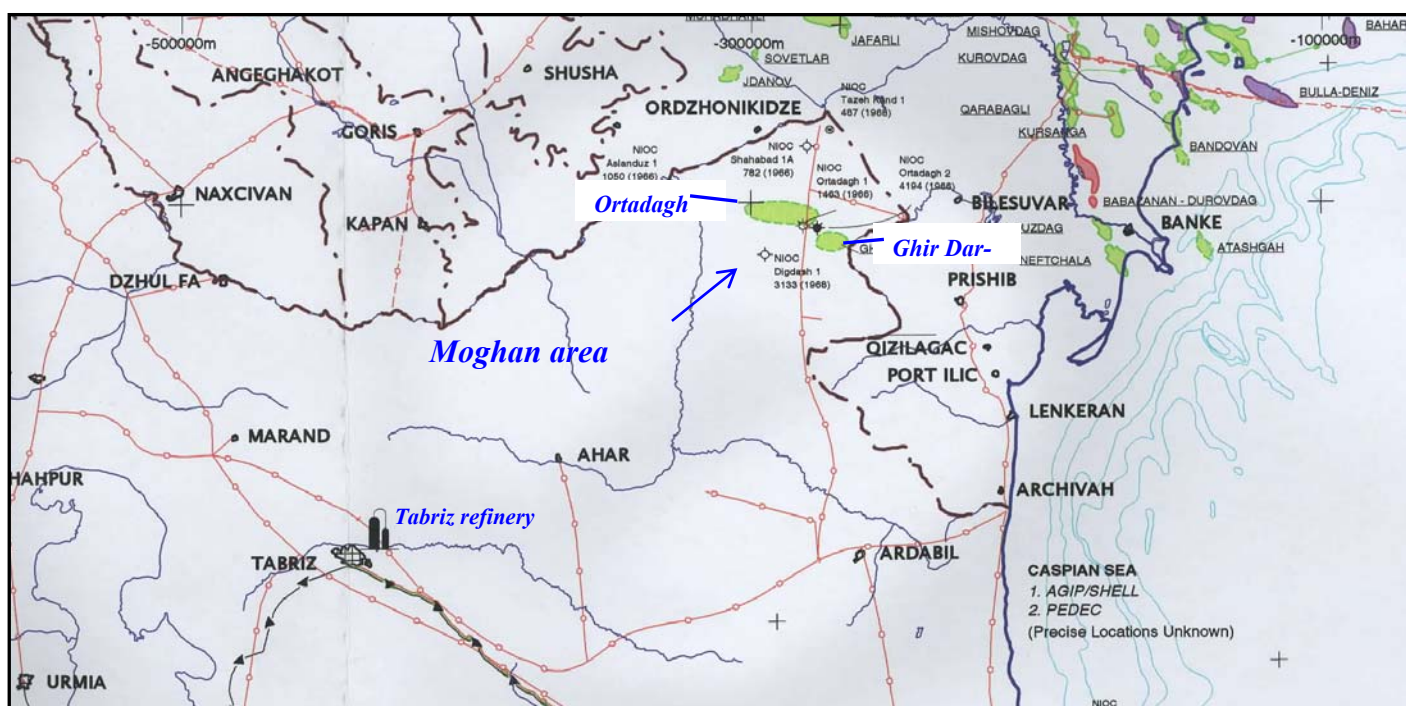 MOHADHANLI
-500000m
-300000m
JAFARLI
MISHOVDAG
-100000m
BAHAR
ANGEGHAKOT
SHUSHA
SOVETLAR
KUROVDAG
JDANOV
NIOC
Tazeh Kand 1
487 (1968)
BULLA-DENIZ
ORDZHONIKIDZE
QARABAGLI
GORIS
KURSANGA
BANDOVAN
NIOC
Aslanduz 1
1050 (1966)
NIOC
Shahabad 1A
782 (1966)
NIOC
Ortadagh 1
1463 (1966)
NIOC
Ortadagh 2
4194 (1966)
NAXCIVAN
Ortadagh
BILESUVAR
BABAZANAN - DUROVDAG
KAPAN
UZDAG
BANKE
Ghir Dar-
GH
ATASHGAH
NIOC
Digdash 1
3133 (1968)
NEFTCHALA
DZHUL FA
PRISHIB
Moghan area
QIZILAGAC
PORT ILIC
LENKERAN
MARAND
AHAR
HAHPUR
ARCHIVAH
Tabriz refinery
TABRIZ
ARDABIL
CASPIAN SEA
1. AGIP/SHELL
2. PEDEC
(Precise Locations Unknown)
URMIA
NIOC